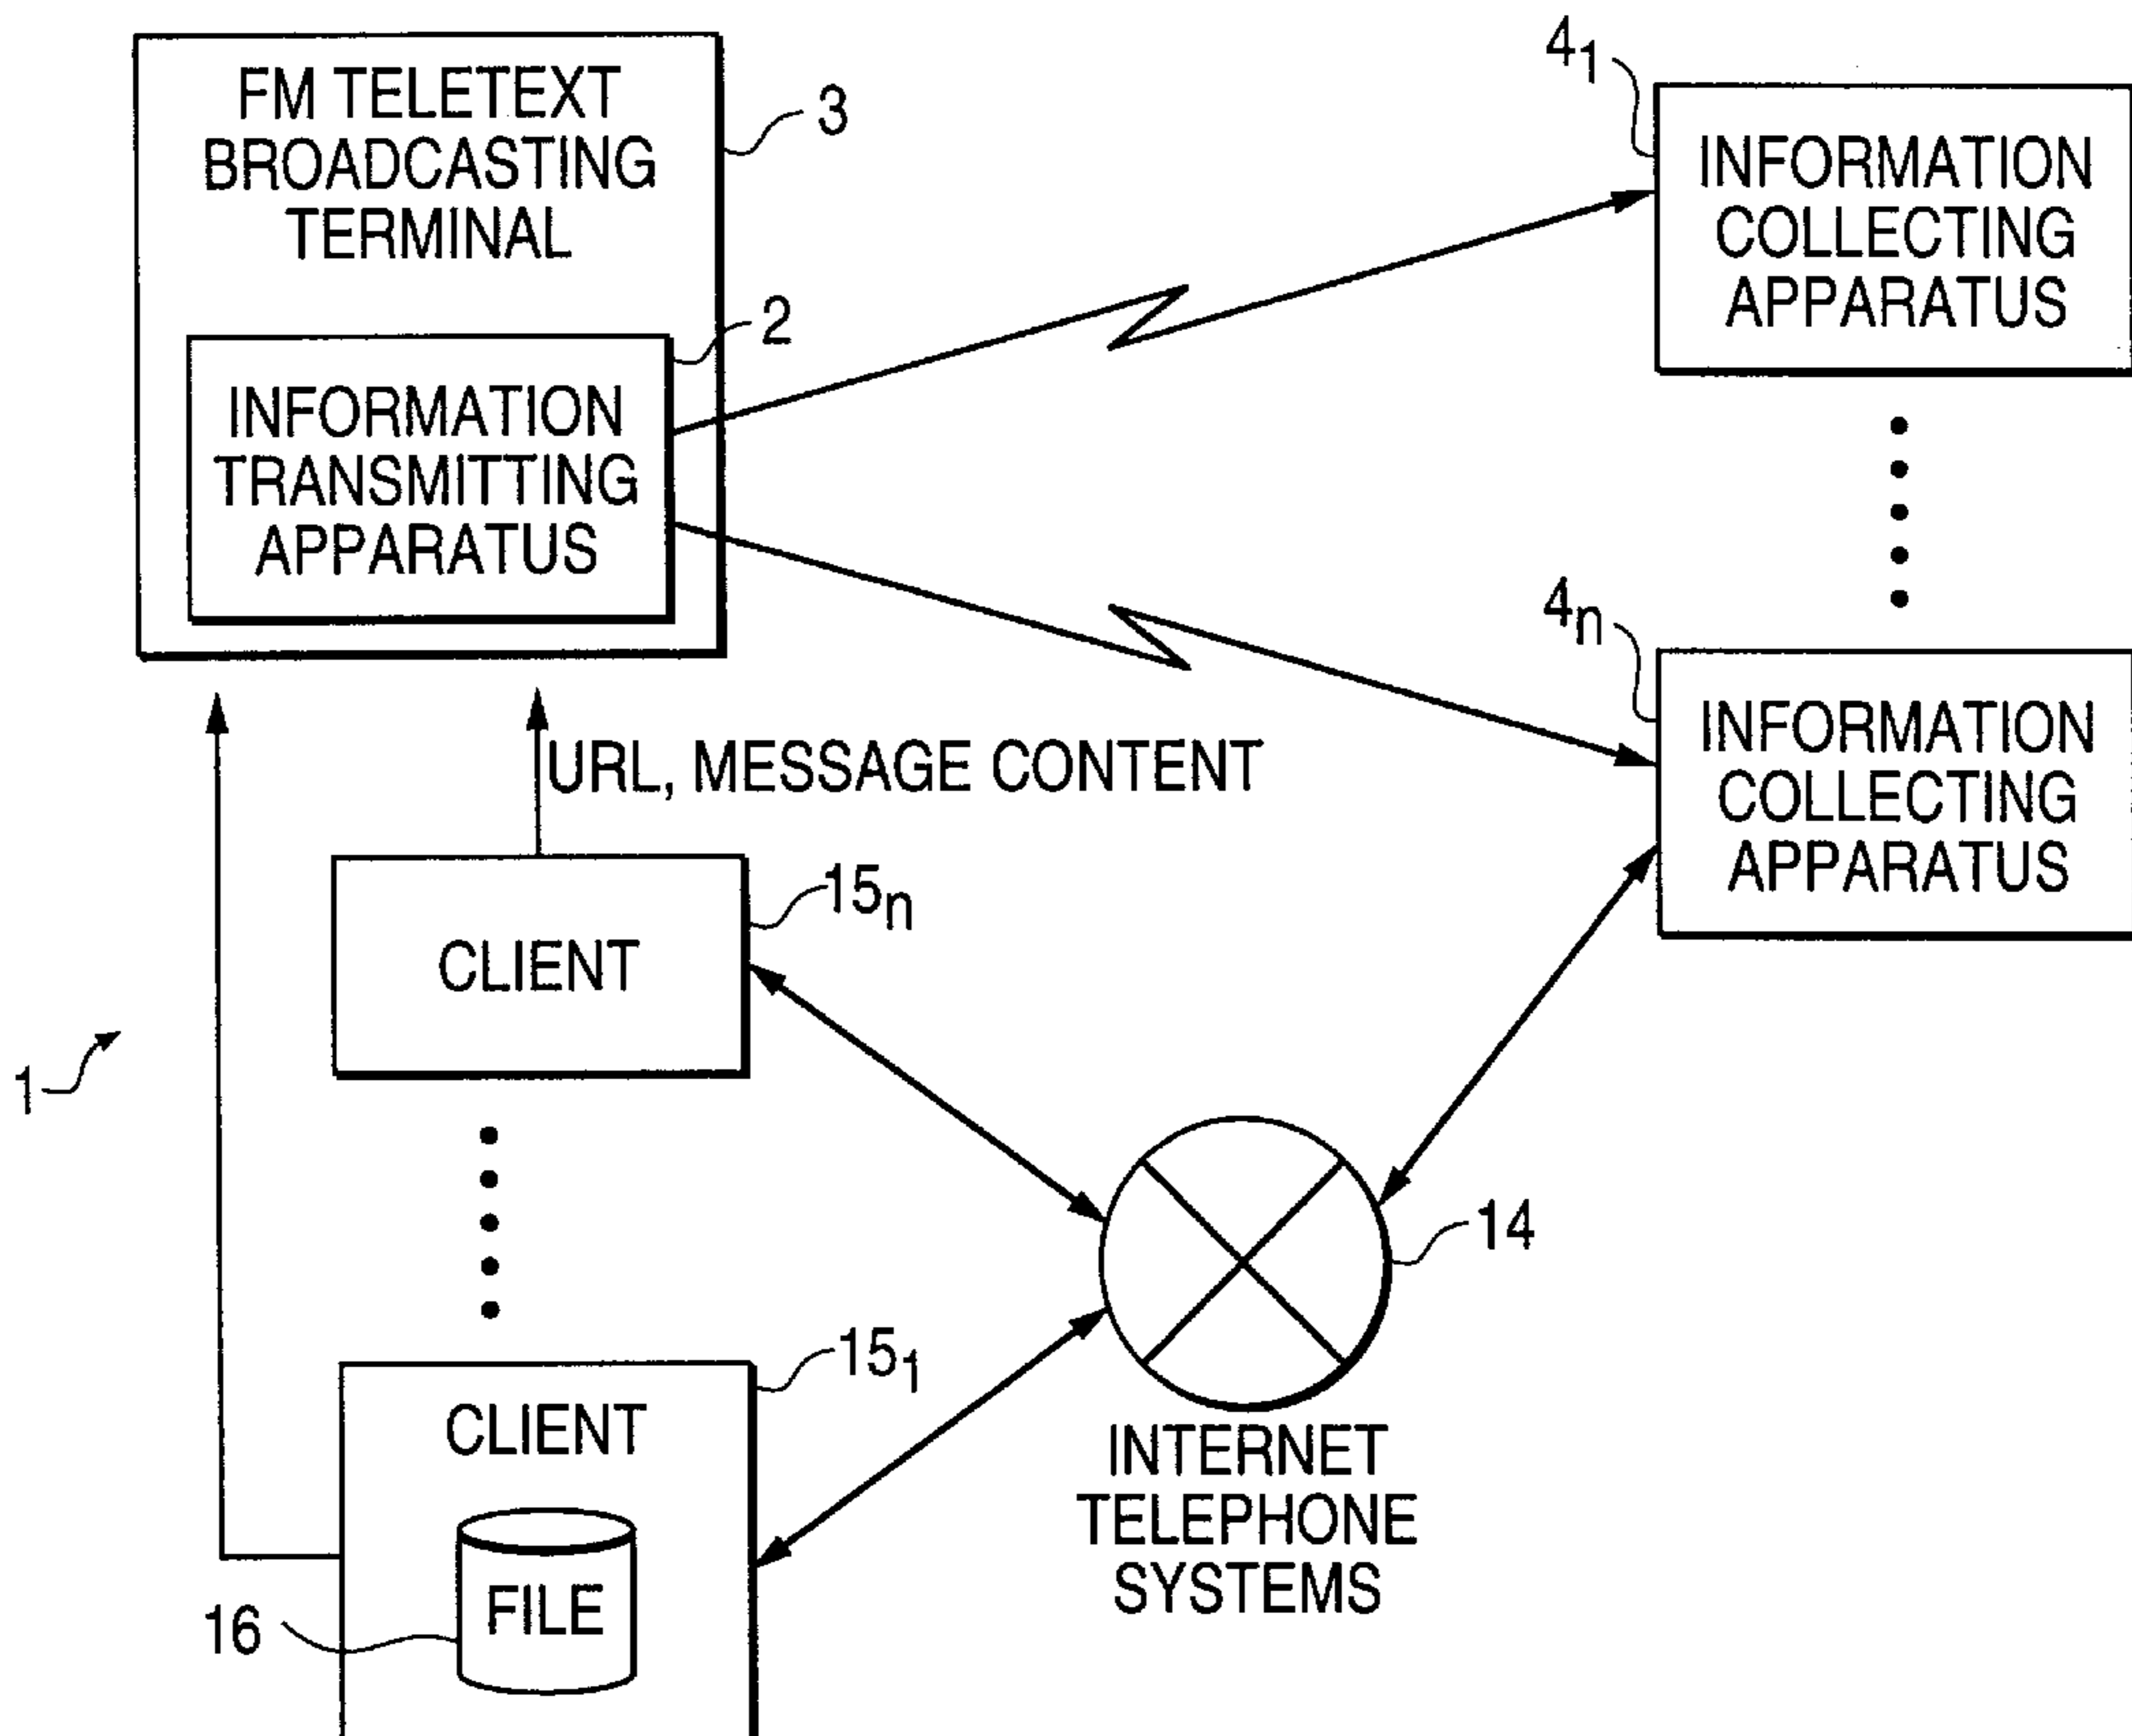 FM TELETEXT
BROADCASTING
TERMINAL
3
2
INFORMATION
TRANSMITTING
APPARATUS
4₁
INFORMATION
COLLECTING
APPARATUS
4ₙ
INFORMATION
COLLECTING
APPARATUS
URL, MESSAGE CONTENT
15ₙ
CLIENT
1
14
INTERNET
TELEPHONE
SYSTEMS
15₁
CLIENT
FILE
16